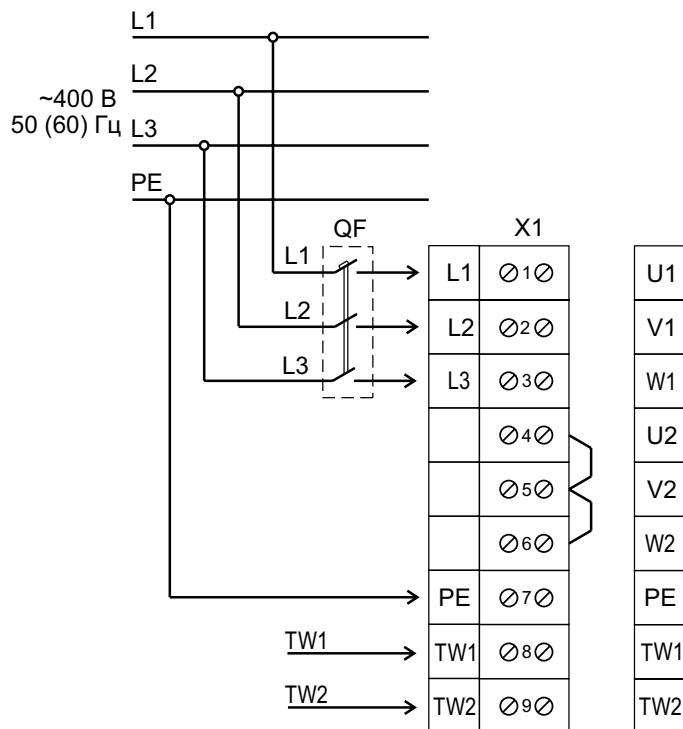 L1
L2
~400 В
50 (60) Гц
L3
PE
QF
X1
L1
L1
1
U1
L2
L2
2
V1
L3
L3
3
W1
4
U2
5
V2
6
W2
PE
7
PE
TW1
TW1
8
TW1
TW2
TW2
9
TW2